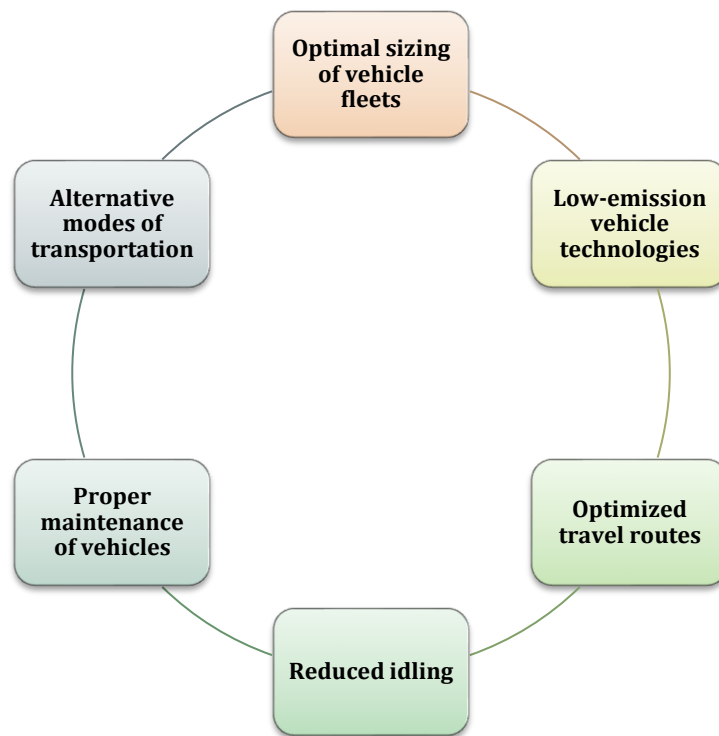 Optimal sizing
of vehicle
fleets
Low-emission
vehicle
technologies
Optimized
travel routes
Reduced idling
Proper
maintenance
of vehicles
Alternative
modes of
transportation